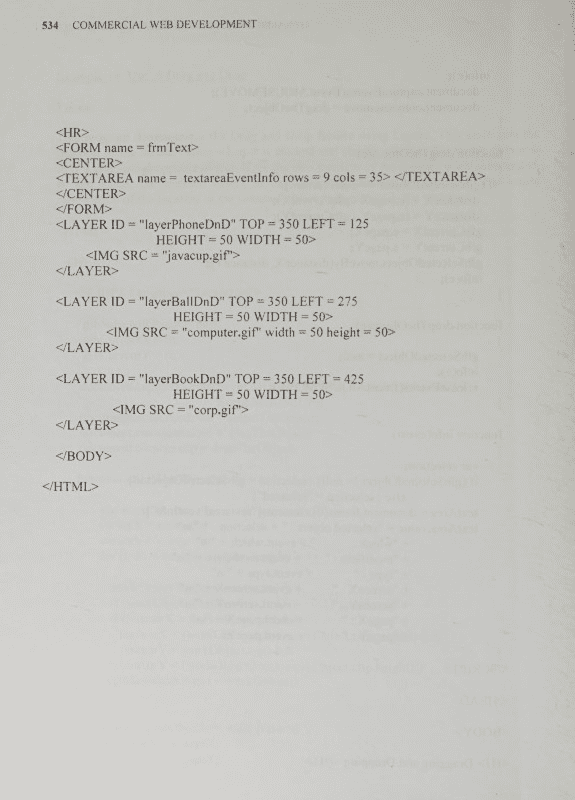 534 COMMERCIAL WEB DEVELOPMENT
<HR>
<FORM name = frmText>
<CENTER>
<TEXTAREA name = textareaEventInfo rows = 9 cols = 35> </TEXTAREA>
</CENTER>
</FORM>
<LAYER ID = "layerPhoneDnD" TOP = 350 LEFT = 125
HEIGHT = 50 WIDTH = 50>
<IMG SRC = "javacup.gif">
</LAYER>
<LAYER ID = "layerBallDnD" TOP = 350 LEFT = 275
HEIGHT = 50 WIDTH = 50>
<IMG SRC = "computer.gif" width = 50 height = 50>
</LAYER>
<LAYER ID = "layerBookDnD" TOP = 350 LEFT = 425
HEIGHT = 50 WIDTH = 50>
<IMG SRC = "corp.gif">
</LAYER>
</BODY>
</HTML>